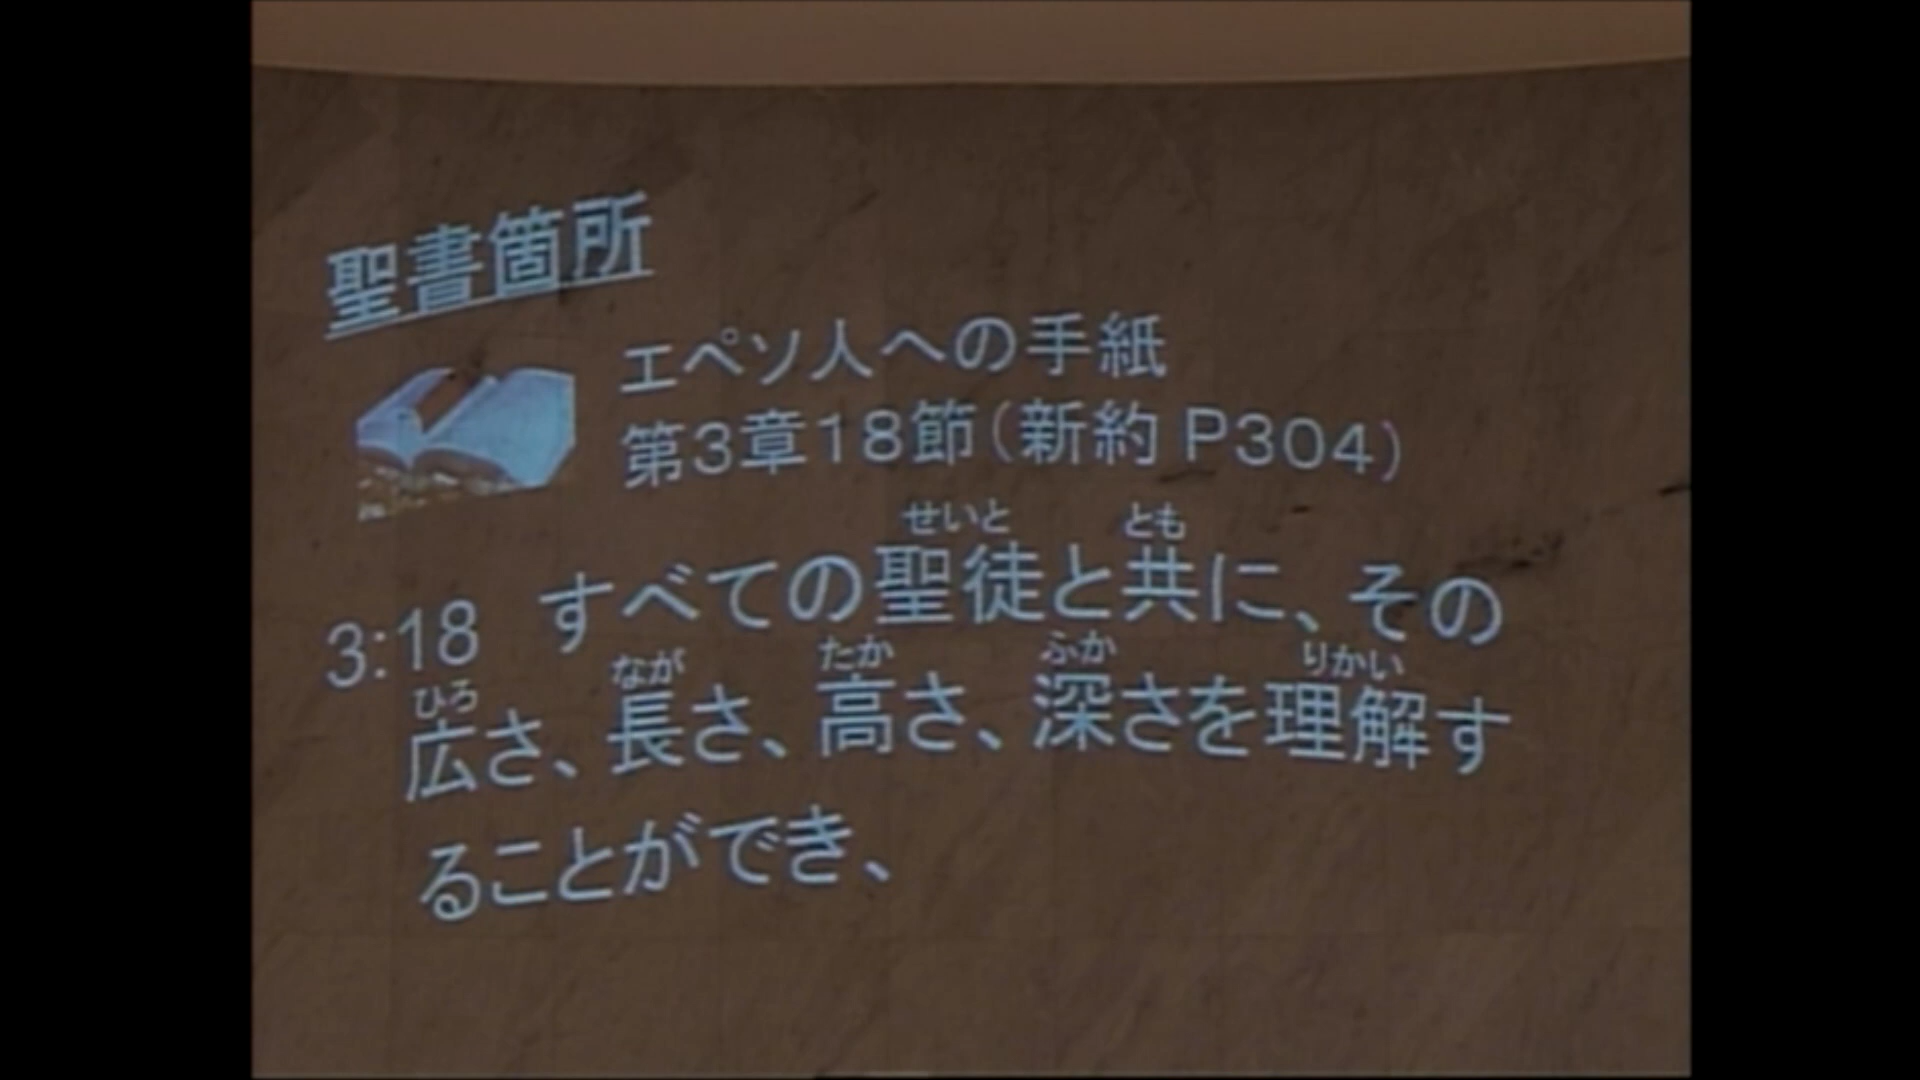 聖書箇所
エペソ人への手紙
第3章18節(新約 P304)
せいと とも
3:18 すべての聖徒と共に、その
ひろ なが たか ふか りかい
広さ、長さ、高さ、深さを理解す
ることができ、